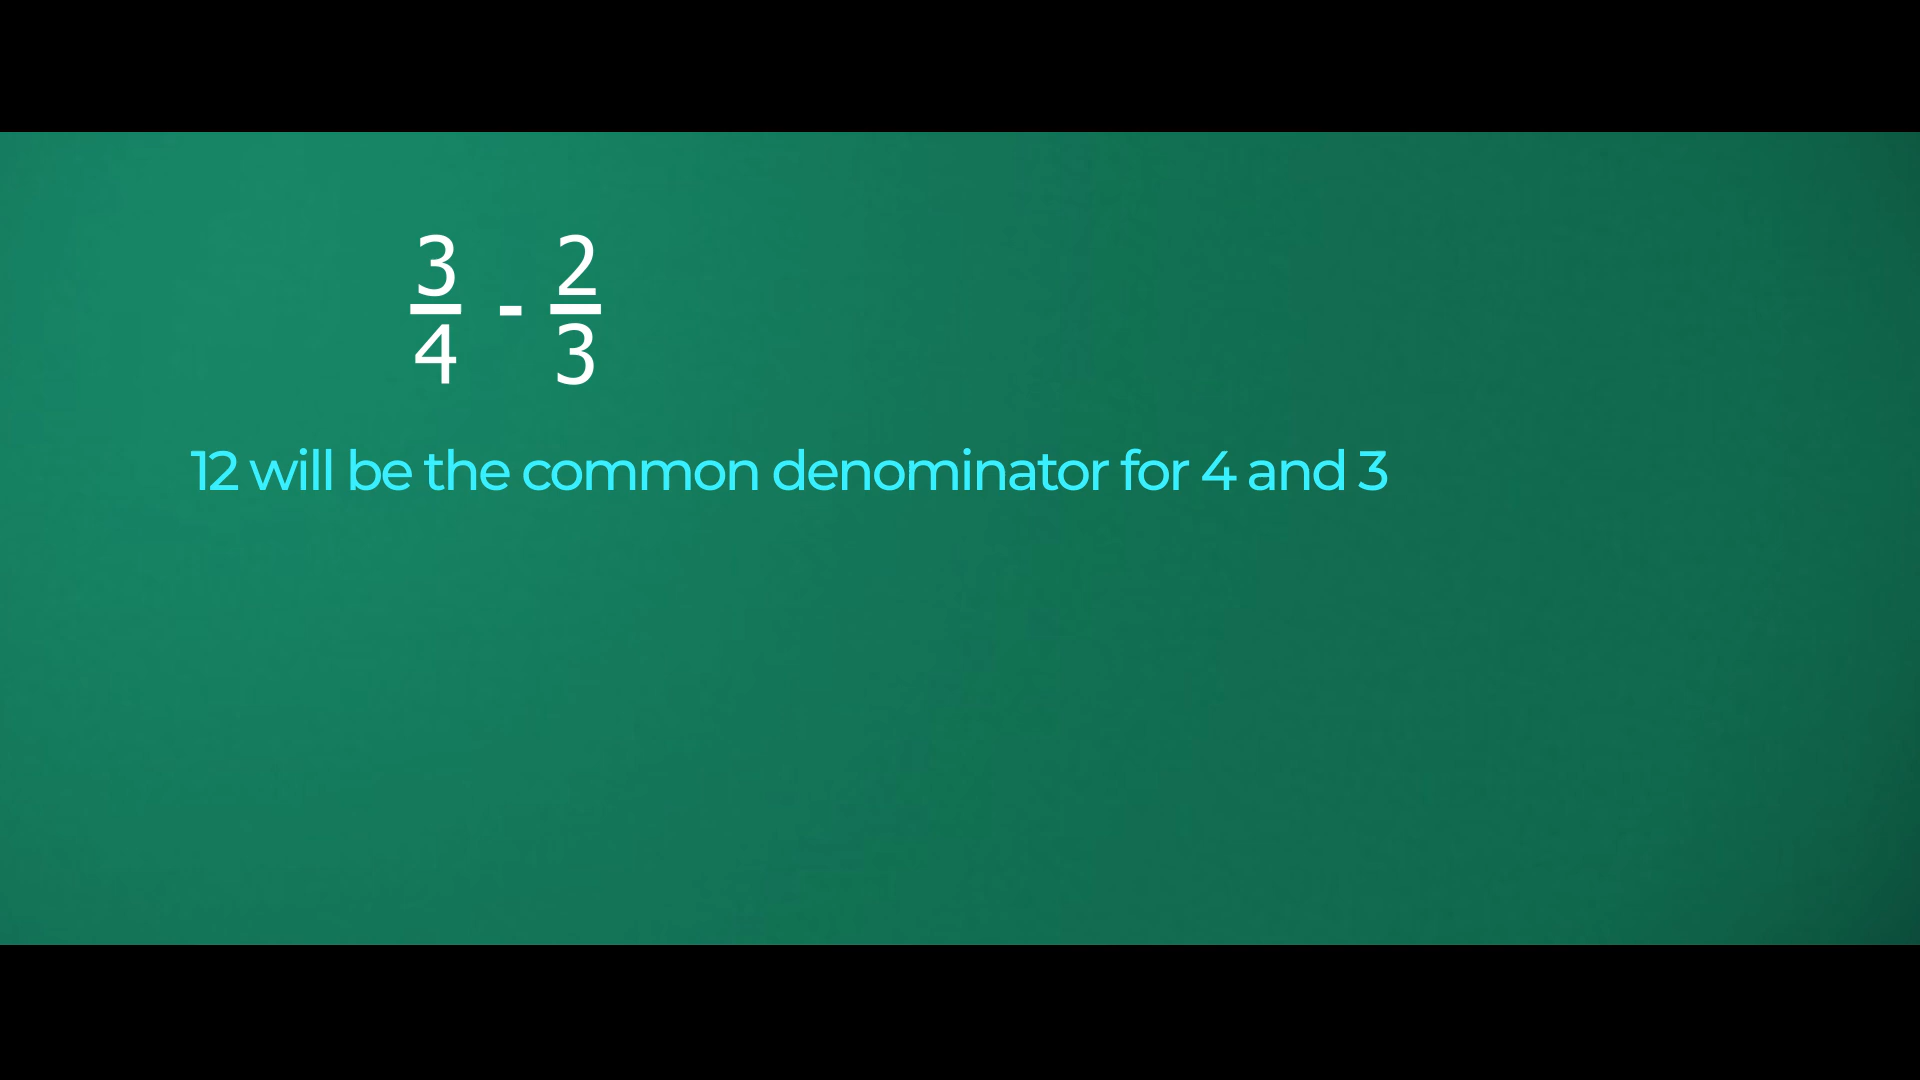 3/4 - 2/3
12 will be the common denominator for 4 and 3